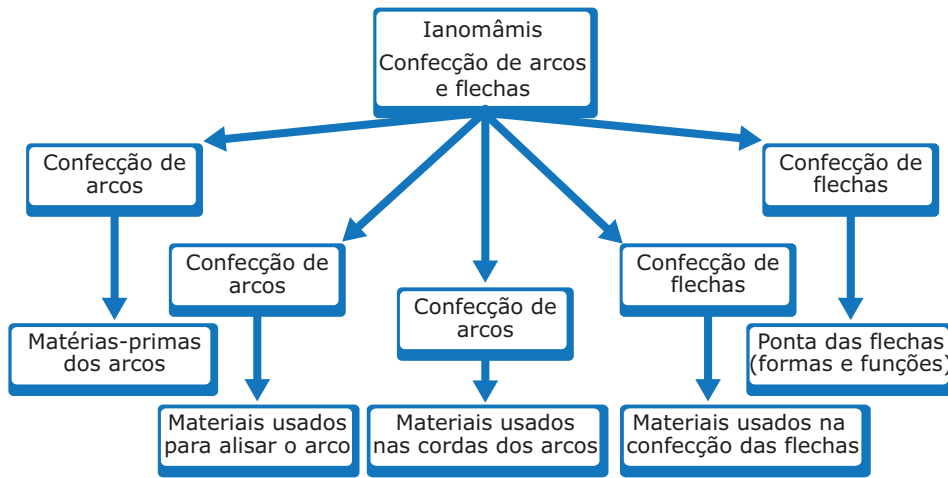 Ianomâmis
Confecção de arcos
e flechas
Confecção de
arcos
Confecção de
flechas
Confecção de
arcos
Confecção de
flechas
Confecção de
arcos
Matérias-primas
dos arcos
Ponta das flechas
(formas e funções)
Materiais usados
para alisar o arco
Materiais usados
nas cordas dos arcos
Materiais usados na
confecção das flechas